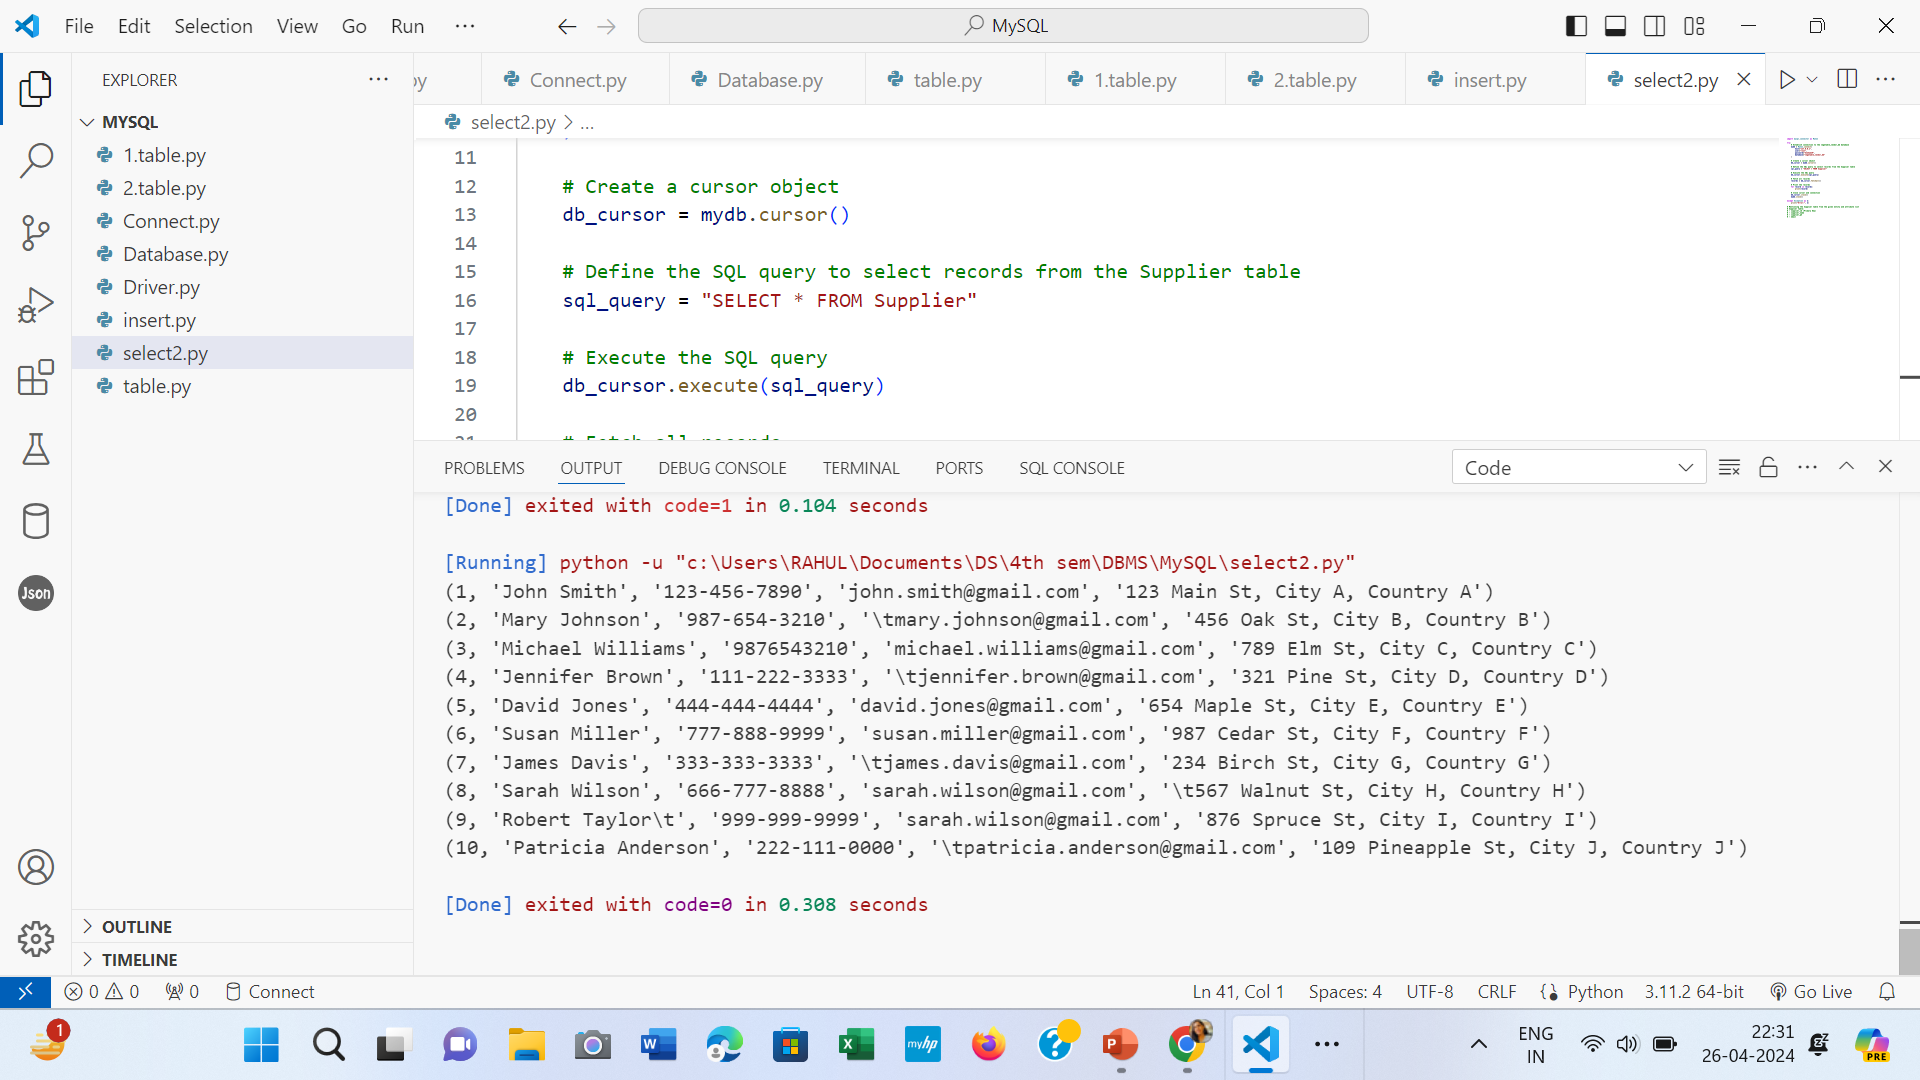 File Edit Selection View Go Run ···
MySQL
EXPLORER ···
MYSQL
1.table.py
2.table.py
Connect.py
Database.py
Driver.py
insert.py
select2.py
table.py
OUTLINE
TIMELINE
Json
py Connect.py Database.py table.py 1.table.py 2.table.py insert.py select2.py
select2.py > ...
11
12 # Create a cursor object
13 db_cursor = mydb.cursor()
14
15 # Define the SQL query to select records from the Supplier table
16 sql_query = "SELECT * FROM Supplier"
17
18 # Execute the SQL query
19 db_cursor.execute(sql_query)
20
21 # Fetch all records
PROBLEMS OUTPUT DEBUG CONSOLE TERMINAL PORTS SQL CONSOLE
Code
[Done] exited with code=1 in 0.104 seconds
[Running] python -u "c:\Users\RAHUL\Documents\DS\4th sem\DBMS\MySQL\select2.py"
(1, 'John Smith', '123-456-7890', 'john.smith@gmail.com', '123 Main St, City A, Country A')
(2, 'Mary Johnson', '987-654-3210', '\tmary.johnson@gmail.com', '456 Oak St, City B, Country B')
(3, 'Michael Williams', '9876543210', 'michael.williams@gmail.com', '789 Elm St, City C, Country C')
(4, 'Jennifer Brown', '111-222-3333', '\tjennifer.brown@gmail.com', '321 Pine St, City D, Country D')
(5, 'David Jones', '444-444-4444', 'david.jones@gmail.com', '654 Maple St, City E, Country E')
(6, 'Susan Miller', '777-888-9999', 'susan.miller@gmail.com', '987 Cedar St, City F, Country F')
(7, 'James Davis', '333-333-3333', '\tjames.davis@gmail.com', '234 Birch St, City G, Country G')
(8, 'Sarah Wilson', '666-777-8888', 'sarah.wilson@gmail.com', '\t567 Walnut St, City H, Country H')
(9, 'Robert Taylor\t', '999-999-9999', 'sarah.wilson@gmail.com', '876 Spruce St, City I, Country I')
(10, 'Patricia Anderson', '222-111-0000', '\tpatricia.anderson@gmail.com', '109 Pineapple St, City J, Country J')
[Done] exited with code=0 in 0.308 seconds
0 0 0 Connect
Ln 41, Col 1 Spaces: 4 UTF-8 CRLF Python 3.11.2 64-bit Go Live
1
W
X
myhp
?
P
ENG
IN
22:31
26-04-2024
PRE